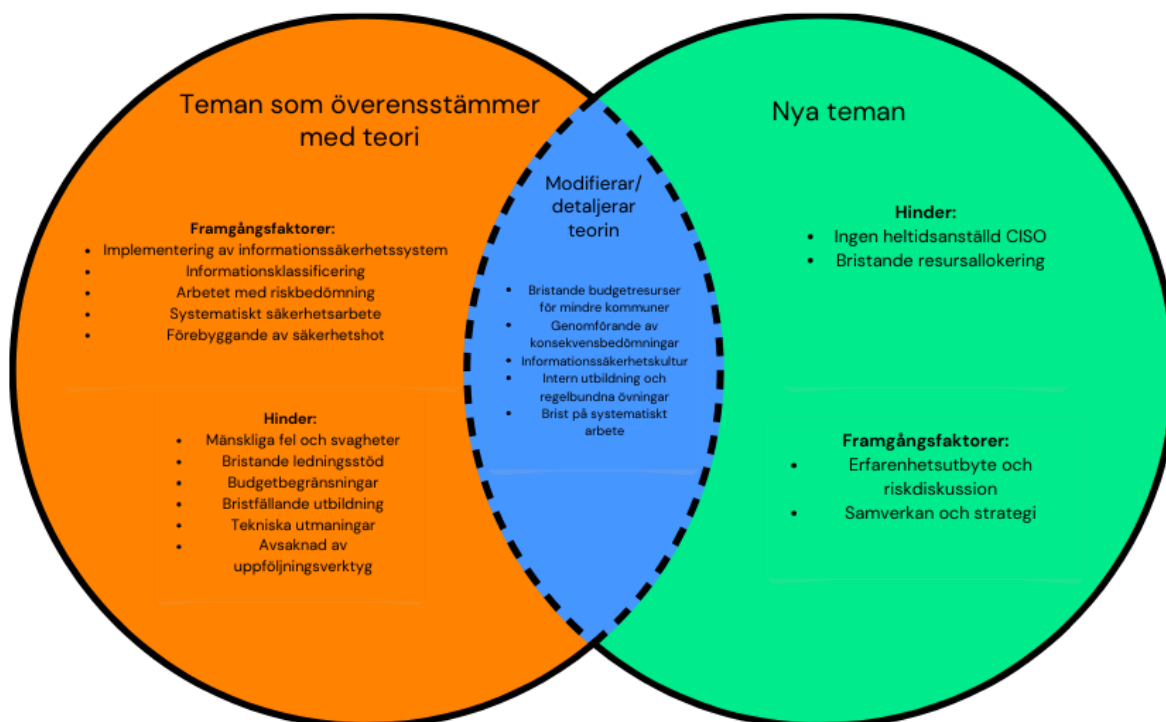 Teman som överensstämmer
med teori
Framgångsfaktorer:
• Implementering av informationssäkerhetssystem
• Informationsklassificering
• Arbetet med riskbedömning
• Systematiskt säkerhetsarbete
• Förebyggande av säkerhetshot
Hinder:
• Mänskliga fel och svagheter
• Bristande ledningsstöd
• Budgetbegränsningar
• Bristfällande utbildning
• Tekniska utmaningar
• Avsaknad av
uppföljningsverktyg
Modifierar/
detaljerar
teorin
• Bristande budgetresurser
för mindre kommuner
• Genomförande av
konsekvensbedömningar
• Informationssäkerhetskultur
• Intern utbildning och
regelbundna övningar
• Brist på systematiskt
arbete
Nya teman
Hinder:
• Ingen heltidsanställd CISO
• Bristande resursallokering
Framgångsfaktorer:
• Erfarenhetsutbyte och
riskdiskussion
• Samverkan och strategi